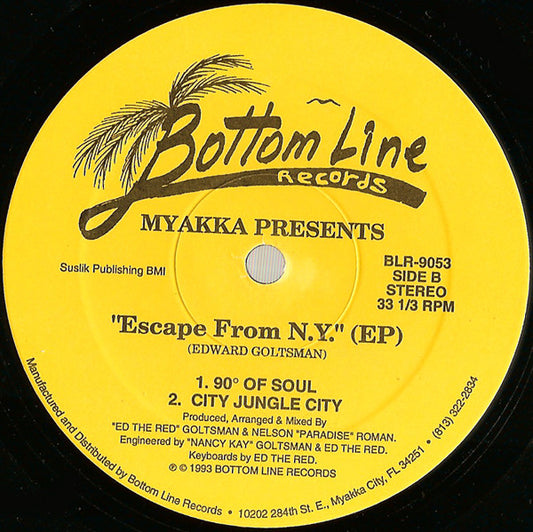 Bottom Line
Records
MYAKKA PRESENTS
Suslik Publishing BMI
BLR-9053
SIDE B
STEREO
33 1/3 RPM
"Escape From N.Y." (EP)
(EDWARD GOLTSMAN)
1. 90° OF SOUL
2. CITY JUNGLE CITY
Produced, Arranged & Mixed By
"ED THE RED" GOLTSMAN & NELSON "PARADISE" ROMAN.
Engineered by "NANCY KAY" GOLTSMAN & ED THE RED.
Keyboards by ED THE RED.
℗ © 1993 BOTTOM LINE RECORDS
Manufactured and Distributed by Bottom Line Records • 10202 284th St. E., Myakka City, FL 34251 • (813) 322-2834